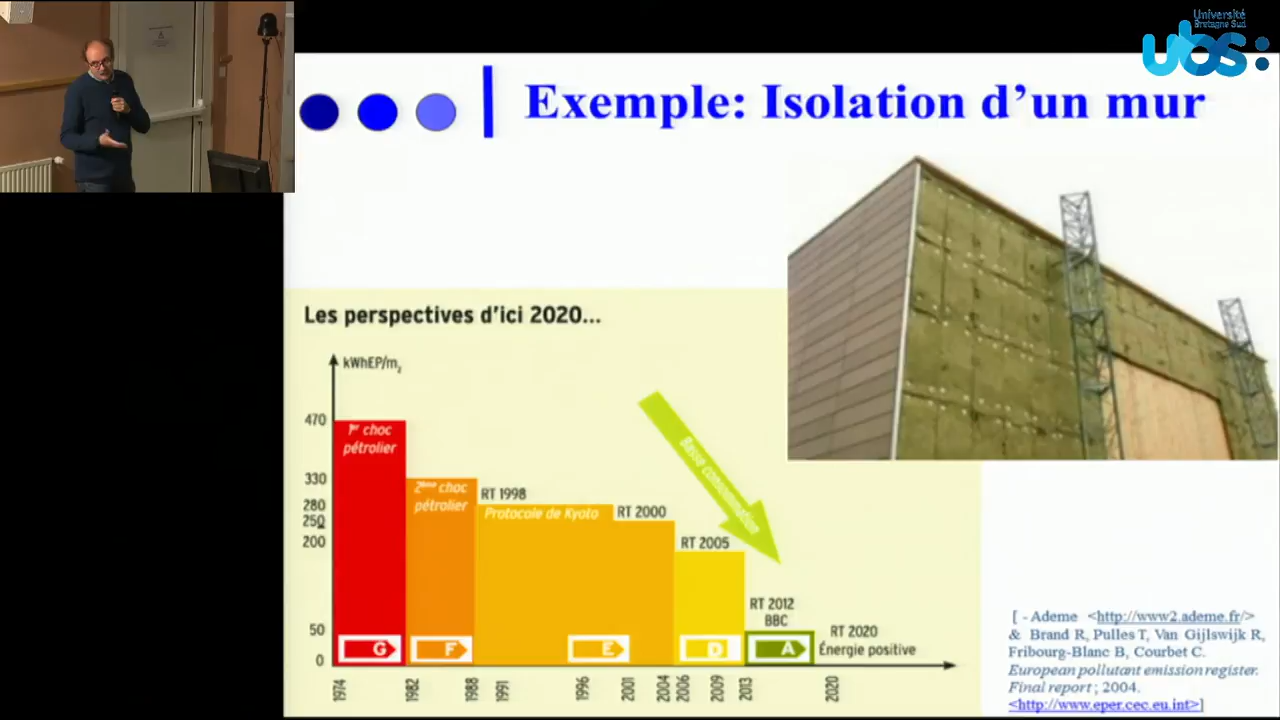 Université
Bretagne Sud
ubs:
Exemple: Isolation d'un mur
Les perspectives d'ici 2020...
kWhEP/m2
470
330
280
250
200
50
0
1er choc
pétrolier
2ème choc
pétrolier
RT 1998
Protocole de Kyoto
RT 2000
RT 2005
Basse consommation
RT 2012
BBC
RT 2020
Énergie positive
G
F
E
D
A
1974
1982
1988
1991
1996
2001
2004
2006
2009
2013
2020
[ - Ademe <http://www2.ademe.fr/>
& Brand R, Pulles T, Van Gijlswijk R,
Fribourg-Blanc B, Courbet C.
European pollutant emission register.
Final report ; 2004.
<http://www.eper.cec.eu.int>]